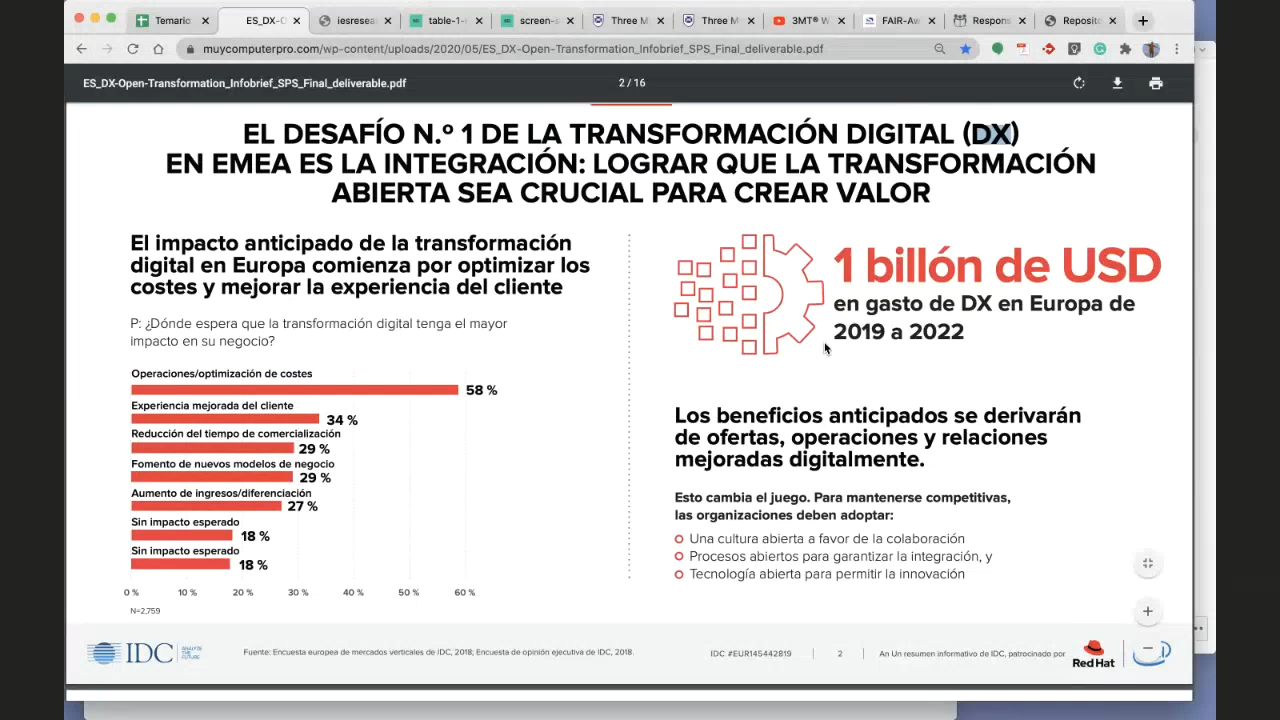 Temario
ES_DX-O
iesresea
table-1-
screen-s
Three M
Three M
3MT® W
FAIR-Aw
Respons
Reposito
muycomputerpro.com/wp-content/uploads/2020/05/ES_DX-Open-Transformation_Infobrief_SPS_Final_deliverable.pdf
ES_DX-Open-Transformation_Infobrief_SPS_Final_deliverable.pdf
2 / 16
EL DESAFÍO N.º 1 DE LA TRANSFORMACIÓN DIGITAL (DX)
EN EMEA ES LA INTEGRACIÓN: LOGRAR QUE LA TRANSFORMACIÓN
ABIERTA SEA CRUCIAL PARA CREAR VALOR
El impacto anticipado de la transformación
digital en Europa comienza por optimizar los
costes y mejorar la experiencia del cliente
P: ¿Dónde espera que la transformación digital tenga el mayor
impacto en su negocio?
Operaciones/optimización de costes
58 %
Experiencia mejorada del cliente
34 %
Reducción del tiempo de comercialización
29 %
Fomento de nuevos modelos de negocio
29 %
Aumento de ingresos/diferenciación
27 %
Sin impacto esperado
18 %
Sin impacto esperado
18 %
0 % 10 % 20 % 30 % 40 % 50 % 60 %
N=2,759
1 billón de USD
en gasto de DX en Europa de
2019 a 2022
Los beneficios anticipados se derivarán
de ofertas, operaciones y relaciones
mejoradas digitalmente.
Esto cambia el juego. Para mantenerse competitivas,
las organizaciones deben adoptar:
Una cultura abierta a favor de la colaboración
Procesos abiertos para garantizar la integración, y
Tecnología abierta para permitir la innovación
IDC
ANALYZE
THE
FUTURE
Fuente: Encuesta europea de mercados verticales de IDC, 2018; Encuesta de opinión ejecutiva de IDC, 2018.
IDC #EUR145442819
2
An Un resumen informativo de IDC, patrocinado por
Red Hat